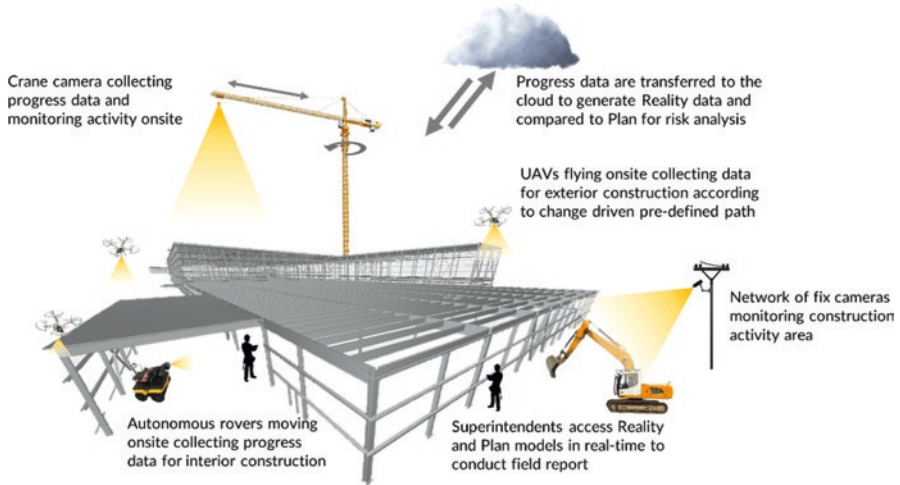 Crane camera collecting
progress data and
monitoring activity onsite
Progress data are transferred to the
cloud to generate Reality data and
compared to Plan for risk analysis
UAVs flying onsite collecting data
for exterior construction according
to change driven pre-defined path
Network of fix cameras
monitoring construction
activity area
Autonomous rovers moving
onsite collecting progress
data for interior construction
Superintendents access Reality
and Plan models in real-time to
conduct field report